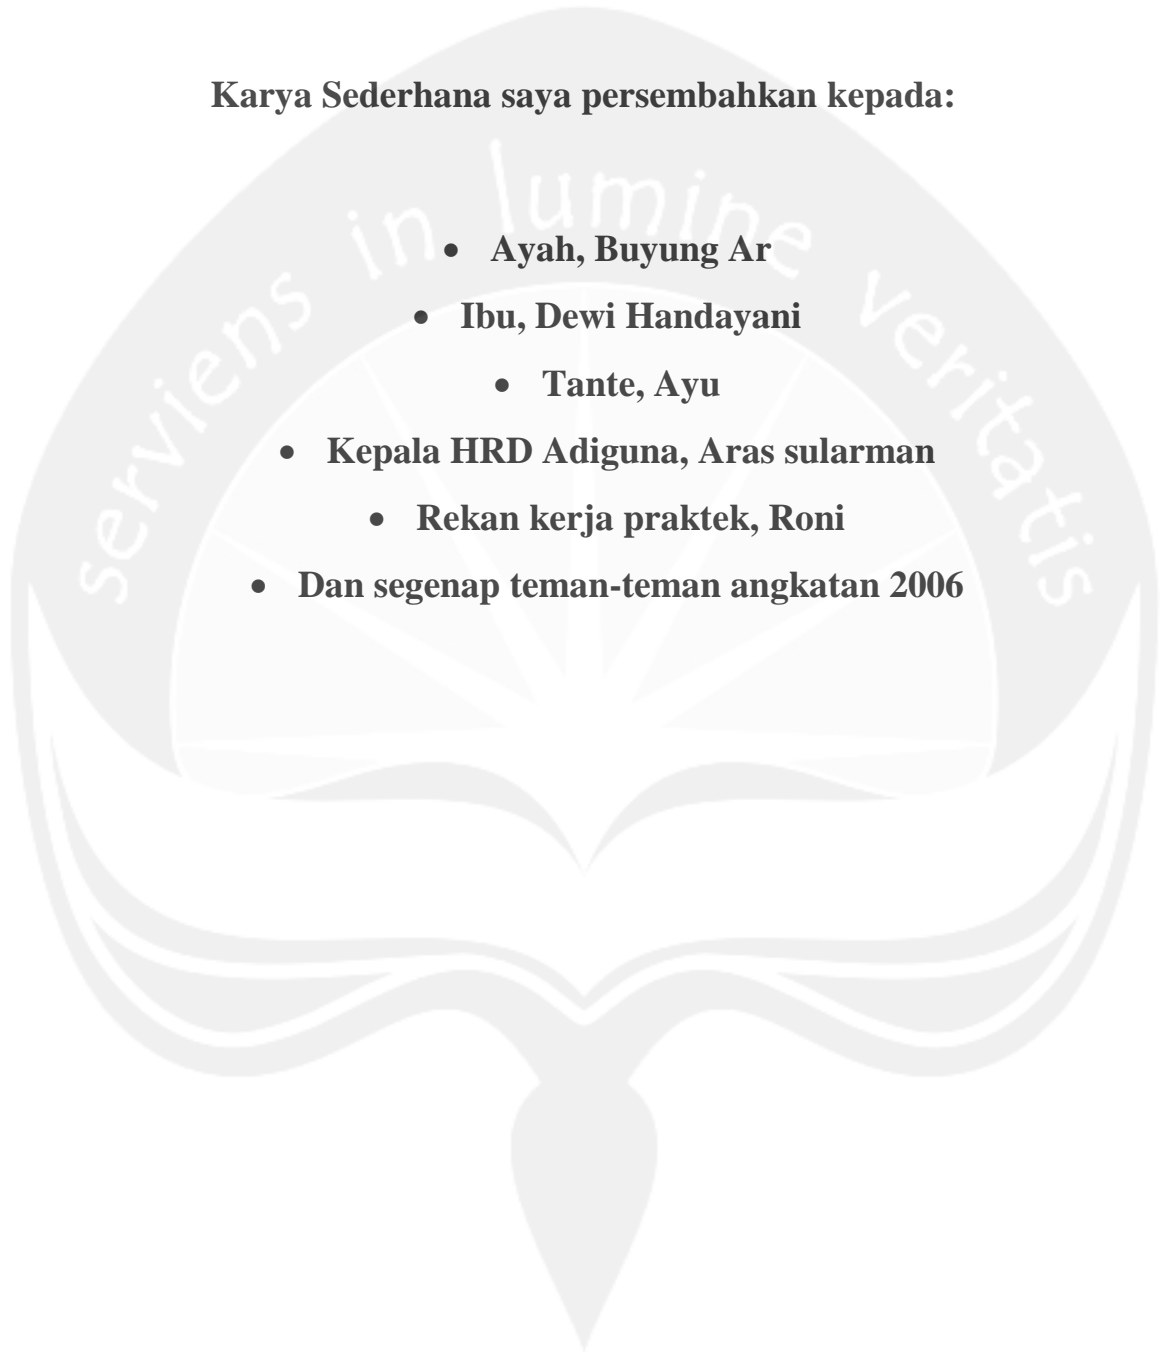 Karya Sederhana saya persembahkan kepada:
serviens in lumine veritatis
• Ayah, Buyung Ar
• Ibu, Dewi Handayani
• Tante, Ayu
• Kepala HRD Adiguna, Aras sularman
• Rekan kerja praktek, Roni
• Dan segenap teman-teman angkatan 2006